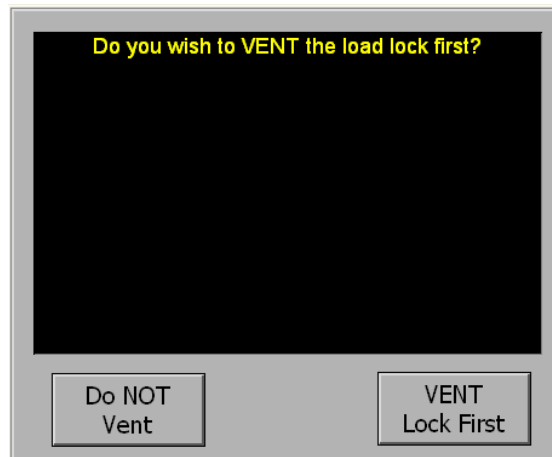 Do you wish to VENT the load lock first?
Do NOT
Vent
VENT
Lock First